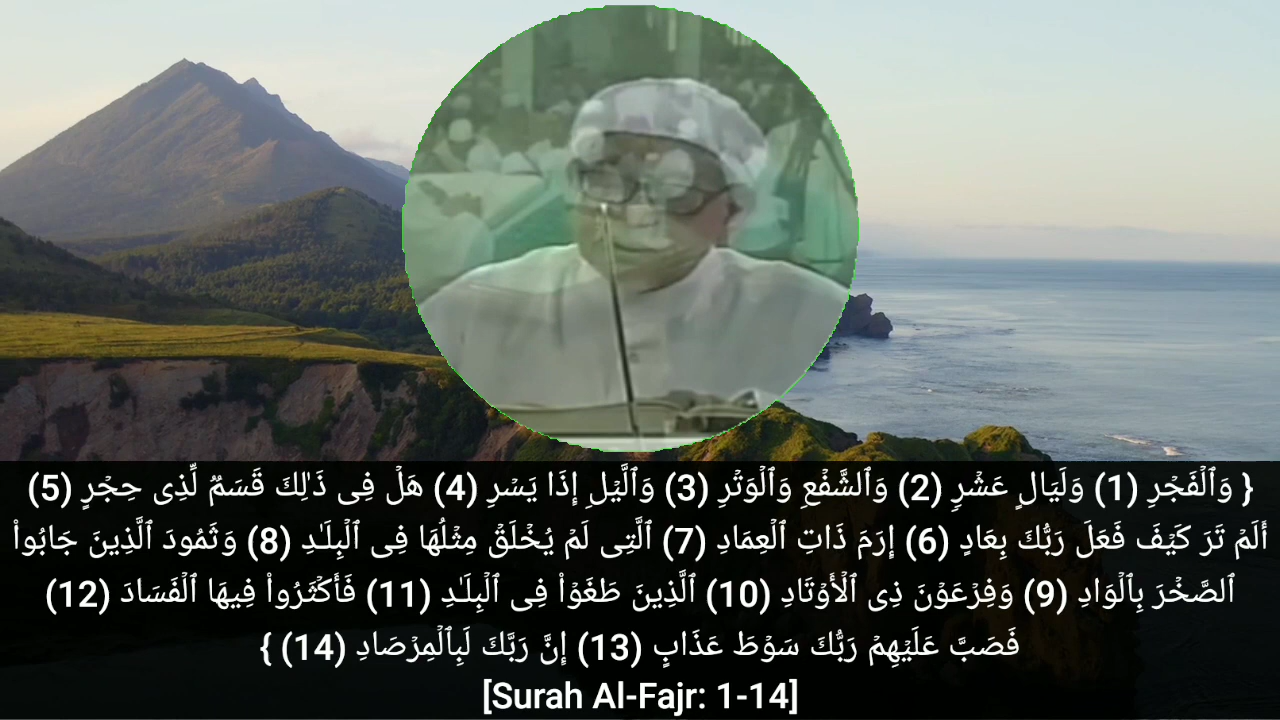 { وَٱلۡفَجۡرِ (1) وَلَيَالٍ عَشۡرٖ (2) وَٱلشَّفۡعِ وَٱلۡوَتۡرِ (3) وَٱلَّيۡلِ إِذَا يَسۡرِ (4) هَلۡ فِى ذَٰلِكَ قَسَمٞ لِّذِى حِجۡرٍ (5)
أَلَمۡ تَرَ كَيۡفَ فَعَلَ رَبُّكَ بِعَادٍ (6) إِرَمَ ذَاتِ ٱلۡعِمَادِ (7) ٱلَّتِى لَمۡ يُخۡلَقۡ مِثۡلُهَا فِى ٱلۡبِلَـٰدِ (8) وَثَمُودَ ٱلَّذِينَ جَابُواْ
ٱلصَّخۡرَ بِٱلۡوَادِ (9) وَفِرۡعَوۡنَ ذِى ٱلۡأَوۡتَادِ (10) ٱلَّذِينَ طَغَوۡاْ فِى ٱلۡبِلَـٰدِ (11) فَأَكۡثَرُواْ فِيهَا ٱلۡفَسَادَ (12)
فَصَبَّ عَلَيۡهِمۡ رَبُّكَ سَوۡطَ عَذَابٍ (13) إِنَّ رَبَّكَ لَبِٱلۡمِرۡصَادِ (14) }
[Surah Al-Fajr: 1-14]